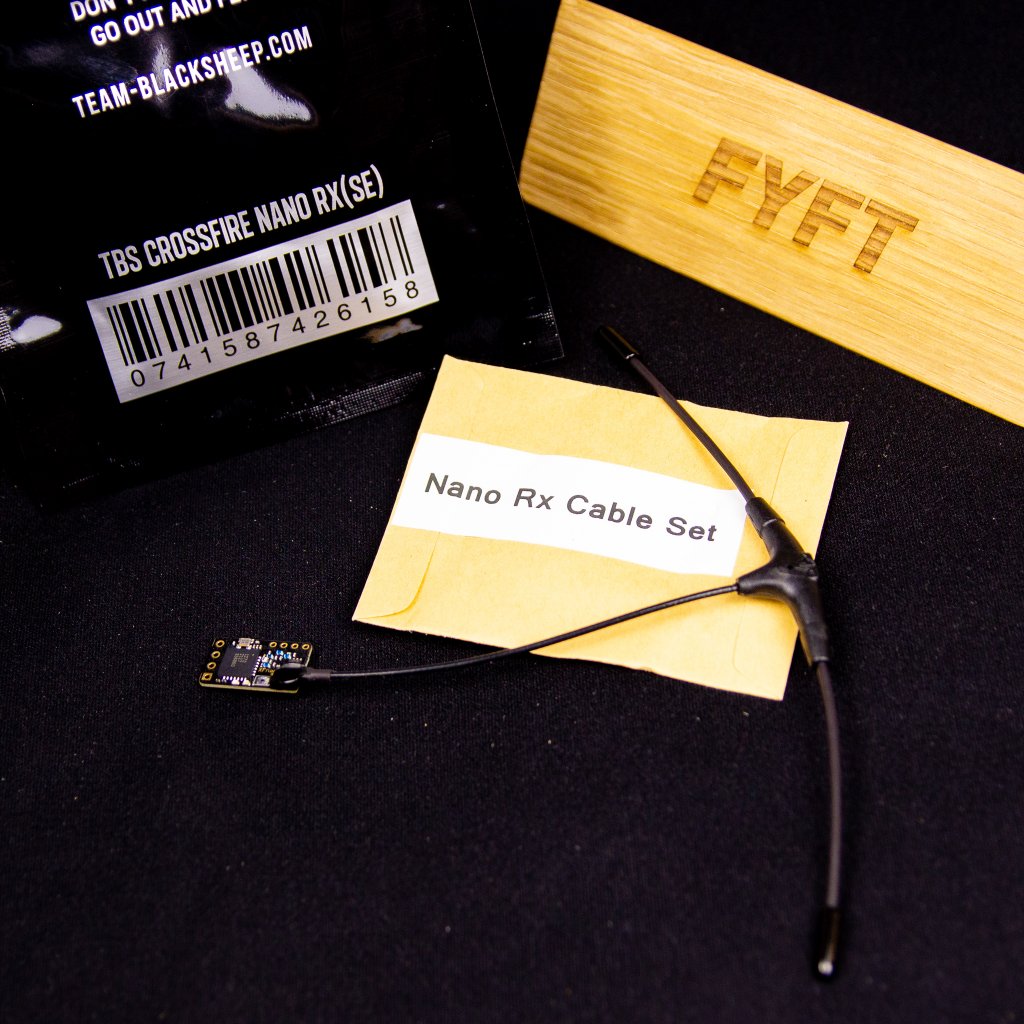 GO OUT AND
TEAM-BLACKSHEEP.COM
TBS CROSSFIRE NANO RX(SE)
0741587426158
FYFT
Nano Rx Cable Set